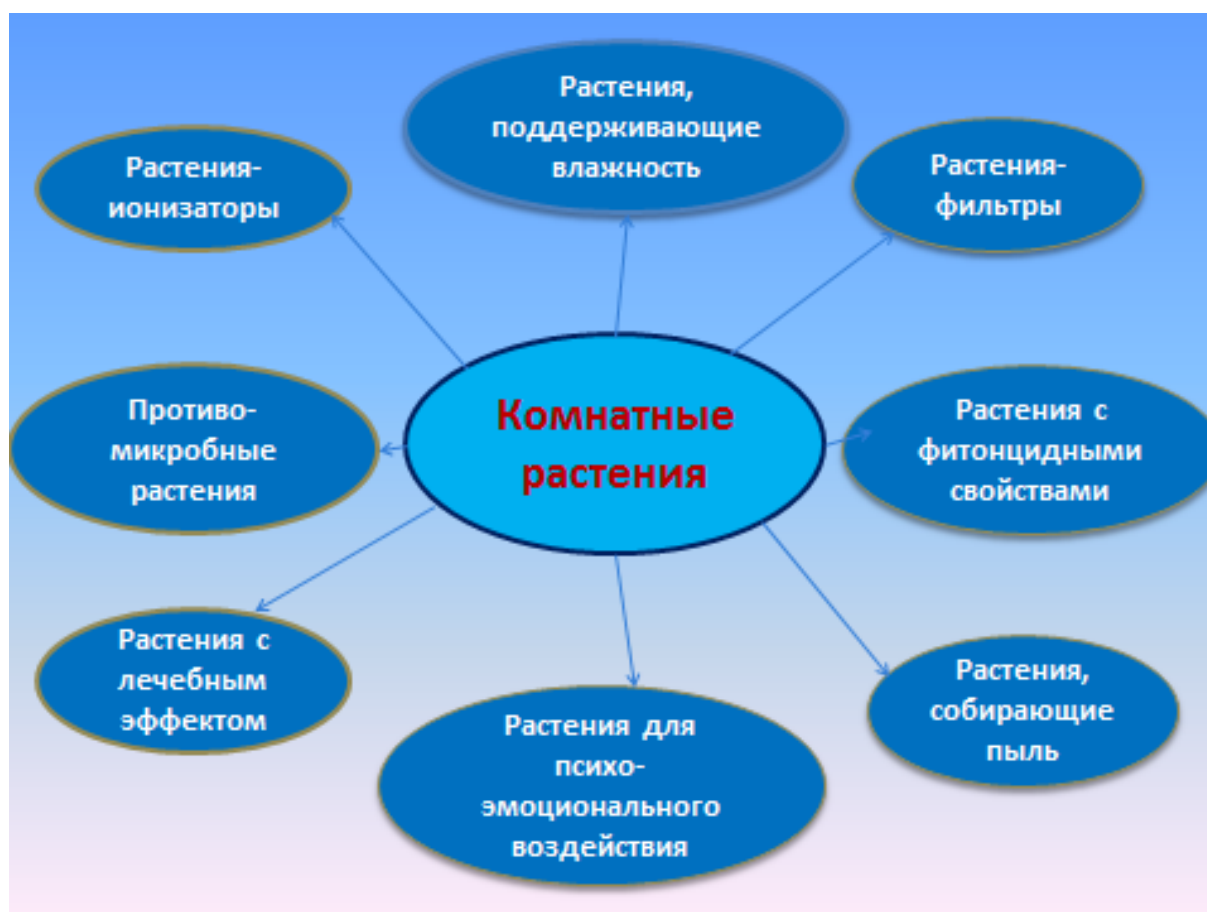 Растения,
поддерживающие
влажность
Растения-
ионизаторы
Растения-
фильтры
Комнатные
растения
Противо-
микробные
растения
Растения с
фитонцидными
свойствами
Растения с
лечебным
эффектом
Растения для
психо-
эмоционального
воздействия
Растения,
собирающие
пыль